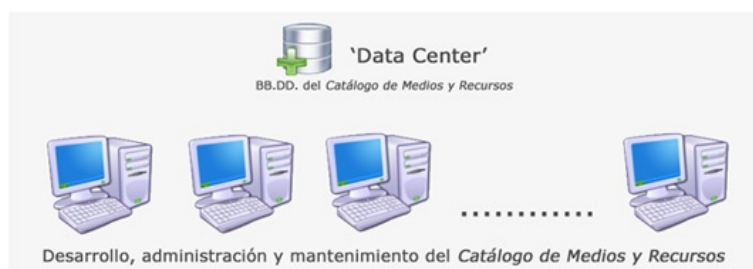 ‘Data Center’
BB.DD. del Catálogo de Medios y Recursos
............
Desarrollo, administración y mantenimiento del Catálogo de Medios y Recursos